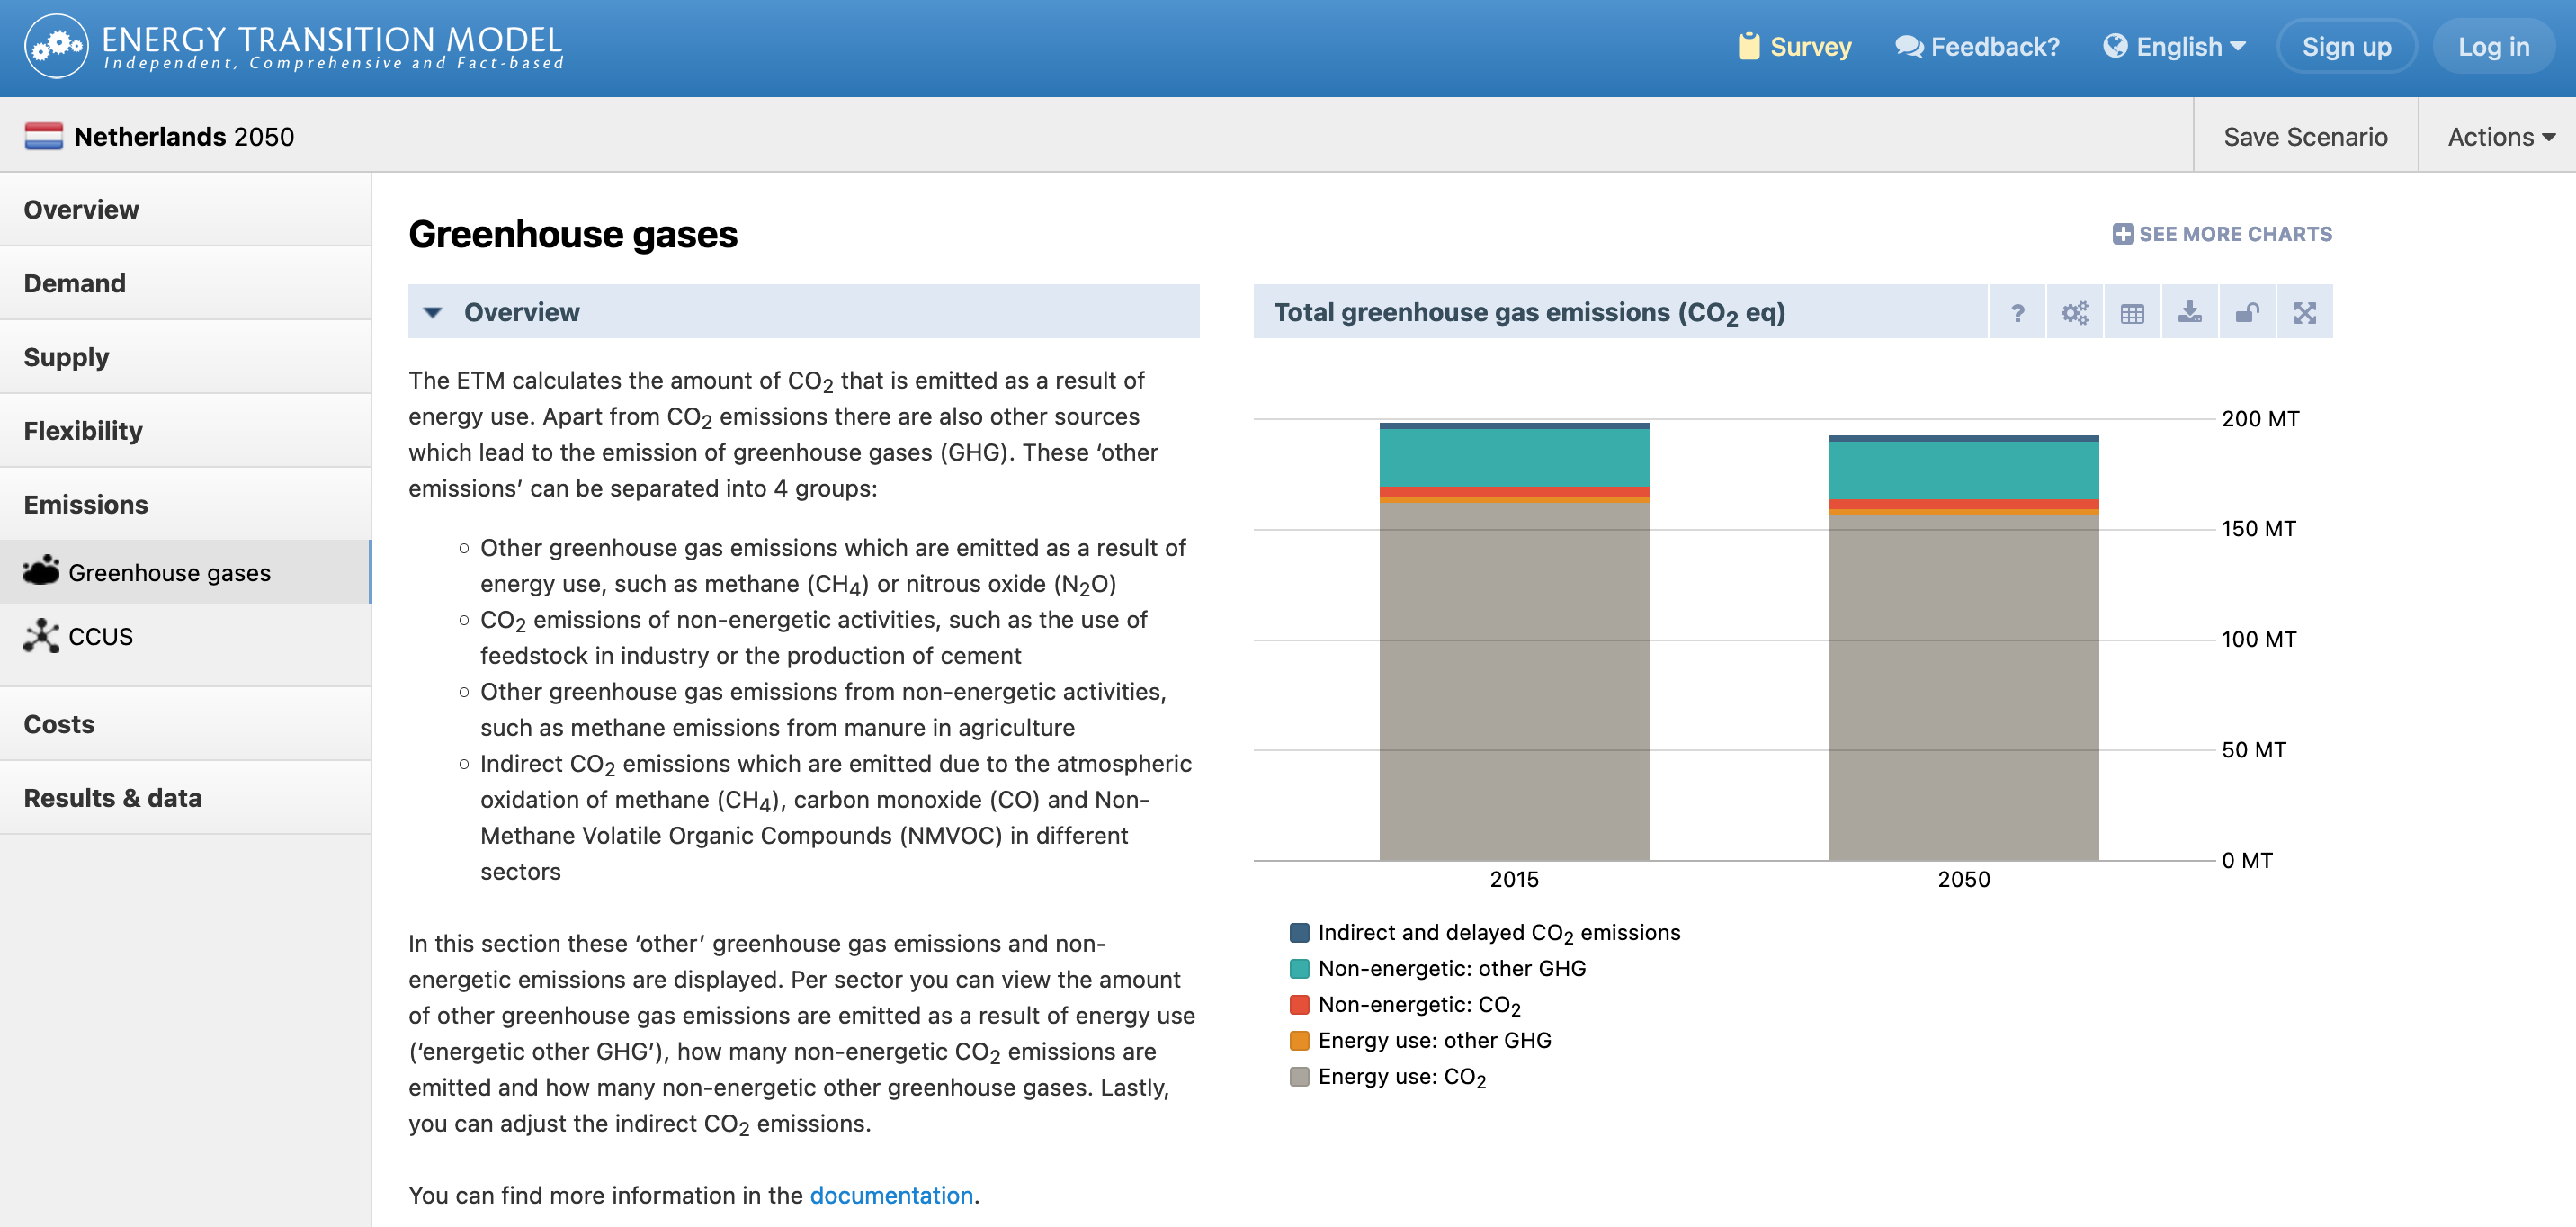 ENERGY TRANSITION MODEL
Independent, Comprehensive and Fact-based
Survey
Feedback?
English
Sign up
Log in
Netherlands 2050
Save Scenario
Actions
Overview
Demand
Supply
Flexibility
Emissions
Greenhouse gases
CCUS
Costs
Results & data
Greenhouse gases
SEE MORE CHARTS
Overview
The ETM calculates the amount of CO₂ that is emitted as a result of
energy use. Apart from CO₂ emissions there are also other sources
which lead to the emission of greenhouse gases (GHG). These ‘other
emissions’ can be separated into 4 groups:
Other greenhouse gas emissions which are emitted as a result of
energy use, such as methane (CH₄) or nitrous oxide (N₂O)
CO₂ emissions of non-energetic activities, such as the use of
feedstock in industry or the production of cement
Other greenhouse gas emissions from non-energetic activities,
such as methane emissions from manure in agriculture
Indirect CO₂ emissions which are emitted due to the atmospheric
oxidation of methane (CH₄), carbon monoxide (CO) and Non-
Methane Volatile Organic Compounds (NMVOC) in different
sectors
In this section these ‘other’ greenhouse gas emissions and non-
energetic emissions are displayed. Per sector you can view the amount
of other greenhouse gas emissions are emitted as a result of energy use
(‘energetic other GHG’), how many non-energetic CO₂ emissions are
emitted and how many non-energetic other greenhouse gases. Lastly,
you can adjust the indirect CO₂ emissions.
You can find more information in the documentation.
Total greenhouse gas emissions (CO₂ eq)
?
200 MT
150 MT
100 MT
50 MT
0 MT
2015
2050
Indirect and delayed CO₂ emissions
Non-energetic: other GHG
Non-energetic: CO₂
Energy use: other GHG
Energy use: CO₂